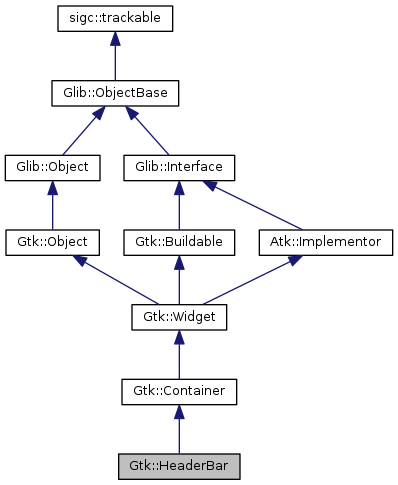 sigc::trackable
Glib::ObjectBase
Glib::Object
Glib::Interface
Gtk::Object
Gtk::Buildable
Atk::Implementor
Gtk::Widget
Gtk::Container
Gtk::HeaderBar